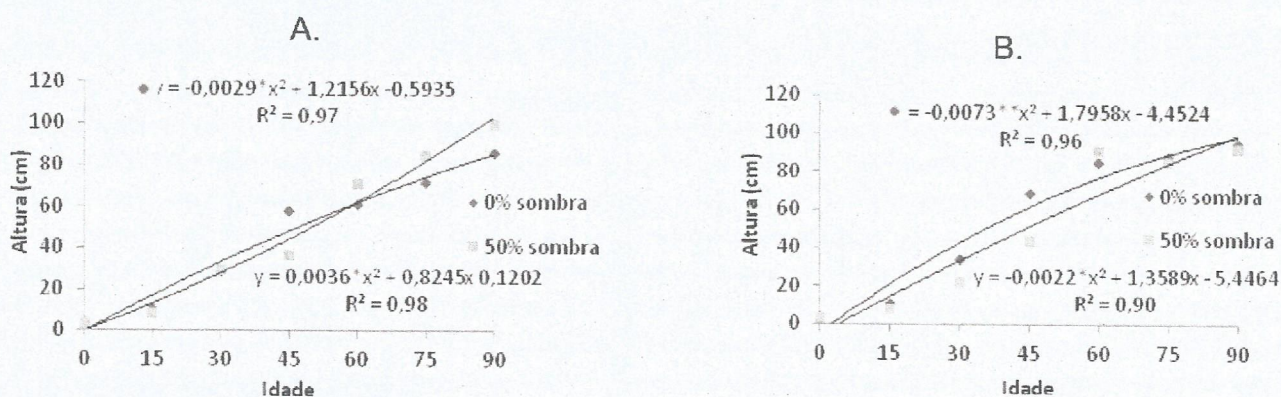 A.
120
100
80
60
40
20
0
Altura (cm)
= -0,0029*x² + 1,2156x -0,5935
R² = 0,97
0% sombra
50% sombra
y = 0,0036*x² + 0,8245x 0,1202
R² = 0,98
0 15 30 45 60 75 90
Idade
B.
120
100
80
60
40
20
0
Altura (cm)
= -0,0073**x² + 1,7958x - 4,4524
R² = 0,96
0% sombra
50% sombra
y = -0,0022*x² + 1,3589x - 5,4464
R² = 0,90
0 15 30 45 60 75 90
Idade